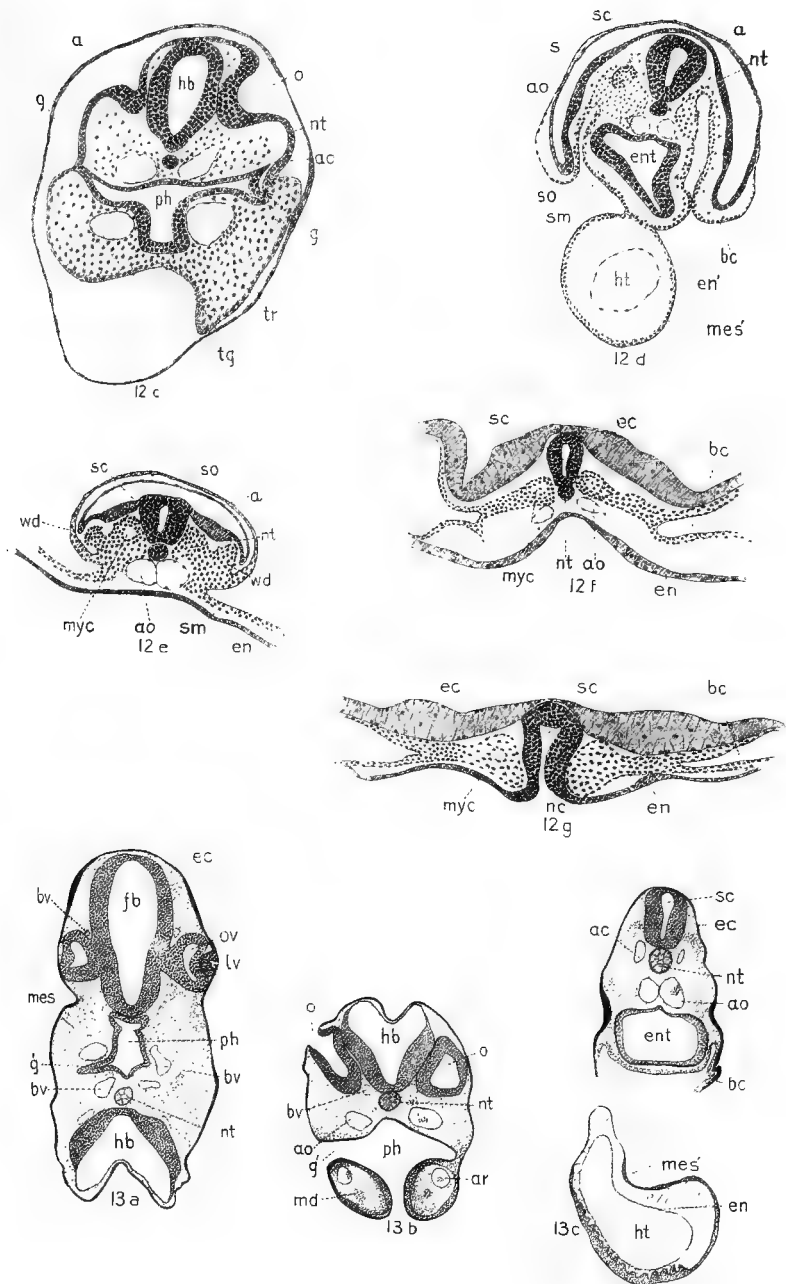 a
hb
o
g
nt
ac
ph
g
tr
tg
12 c
sc
s
a
ao
nt
ent
so
sm
bc
ht
en'
mes'
12 d
sc
so
a
wd
nt
wd
myc
ao
sm
en
12 e
sc
ec
bc
myc
nt
ao
en
12 f
ec
sc
bc
myc
nc
en
12 g
ec
bv
fb
ov
lv
mes
ph
g'
bv
bv
nt
hb
13 a
o
hb
o
bv
nt
ao
g'
ph
ar
md
13 b
sc
ac
ec
nt
ao
ent
bc
mes'
en
13 c
ht